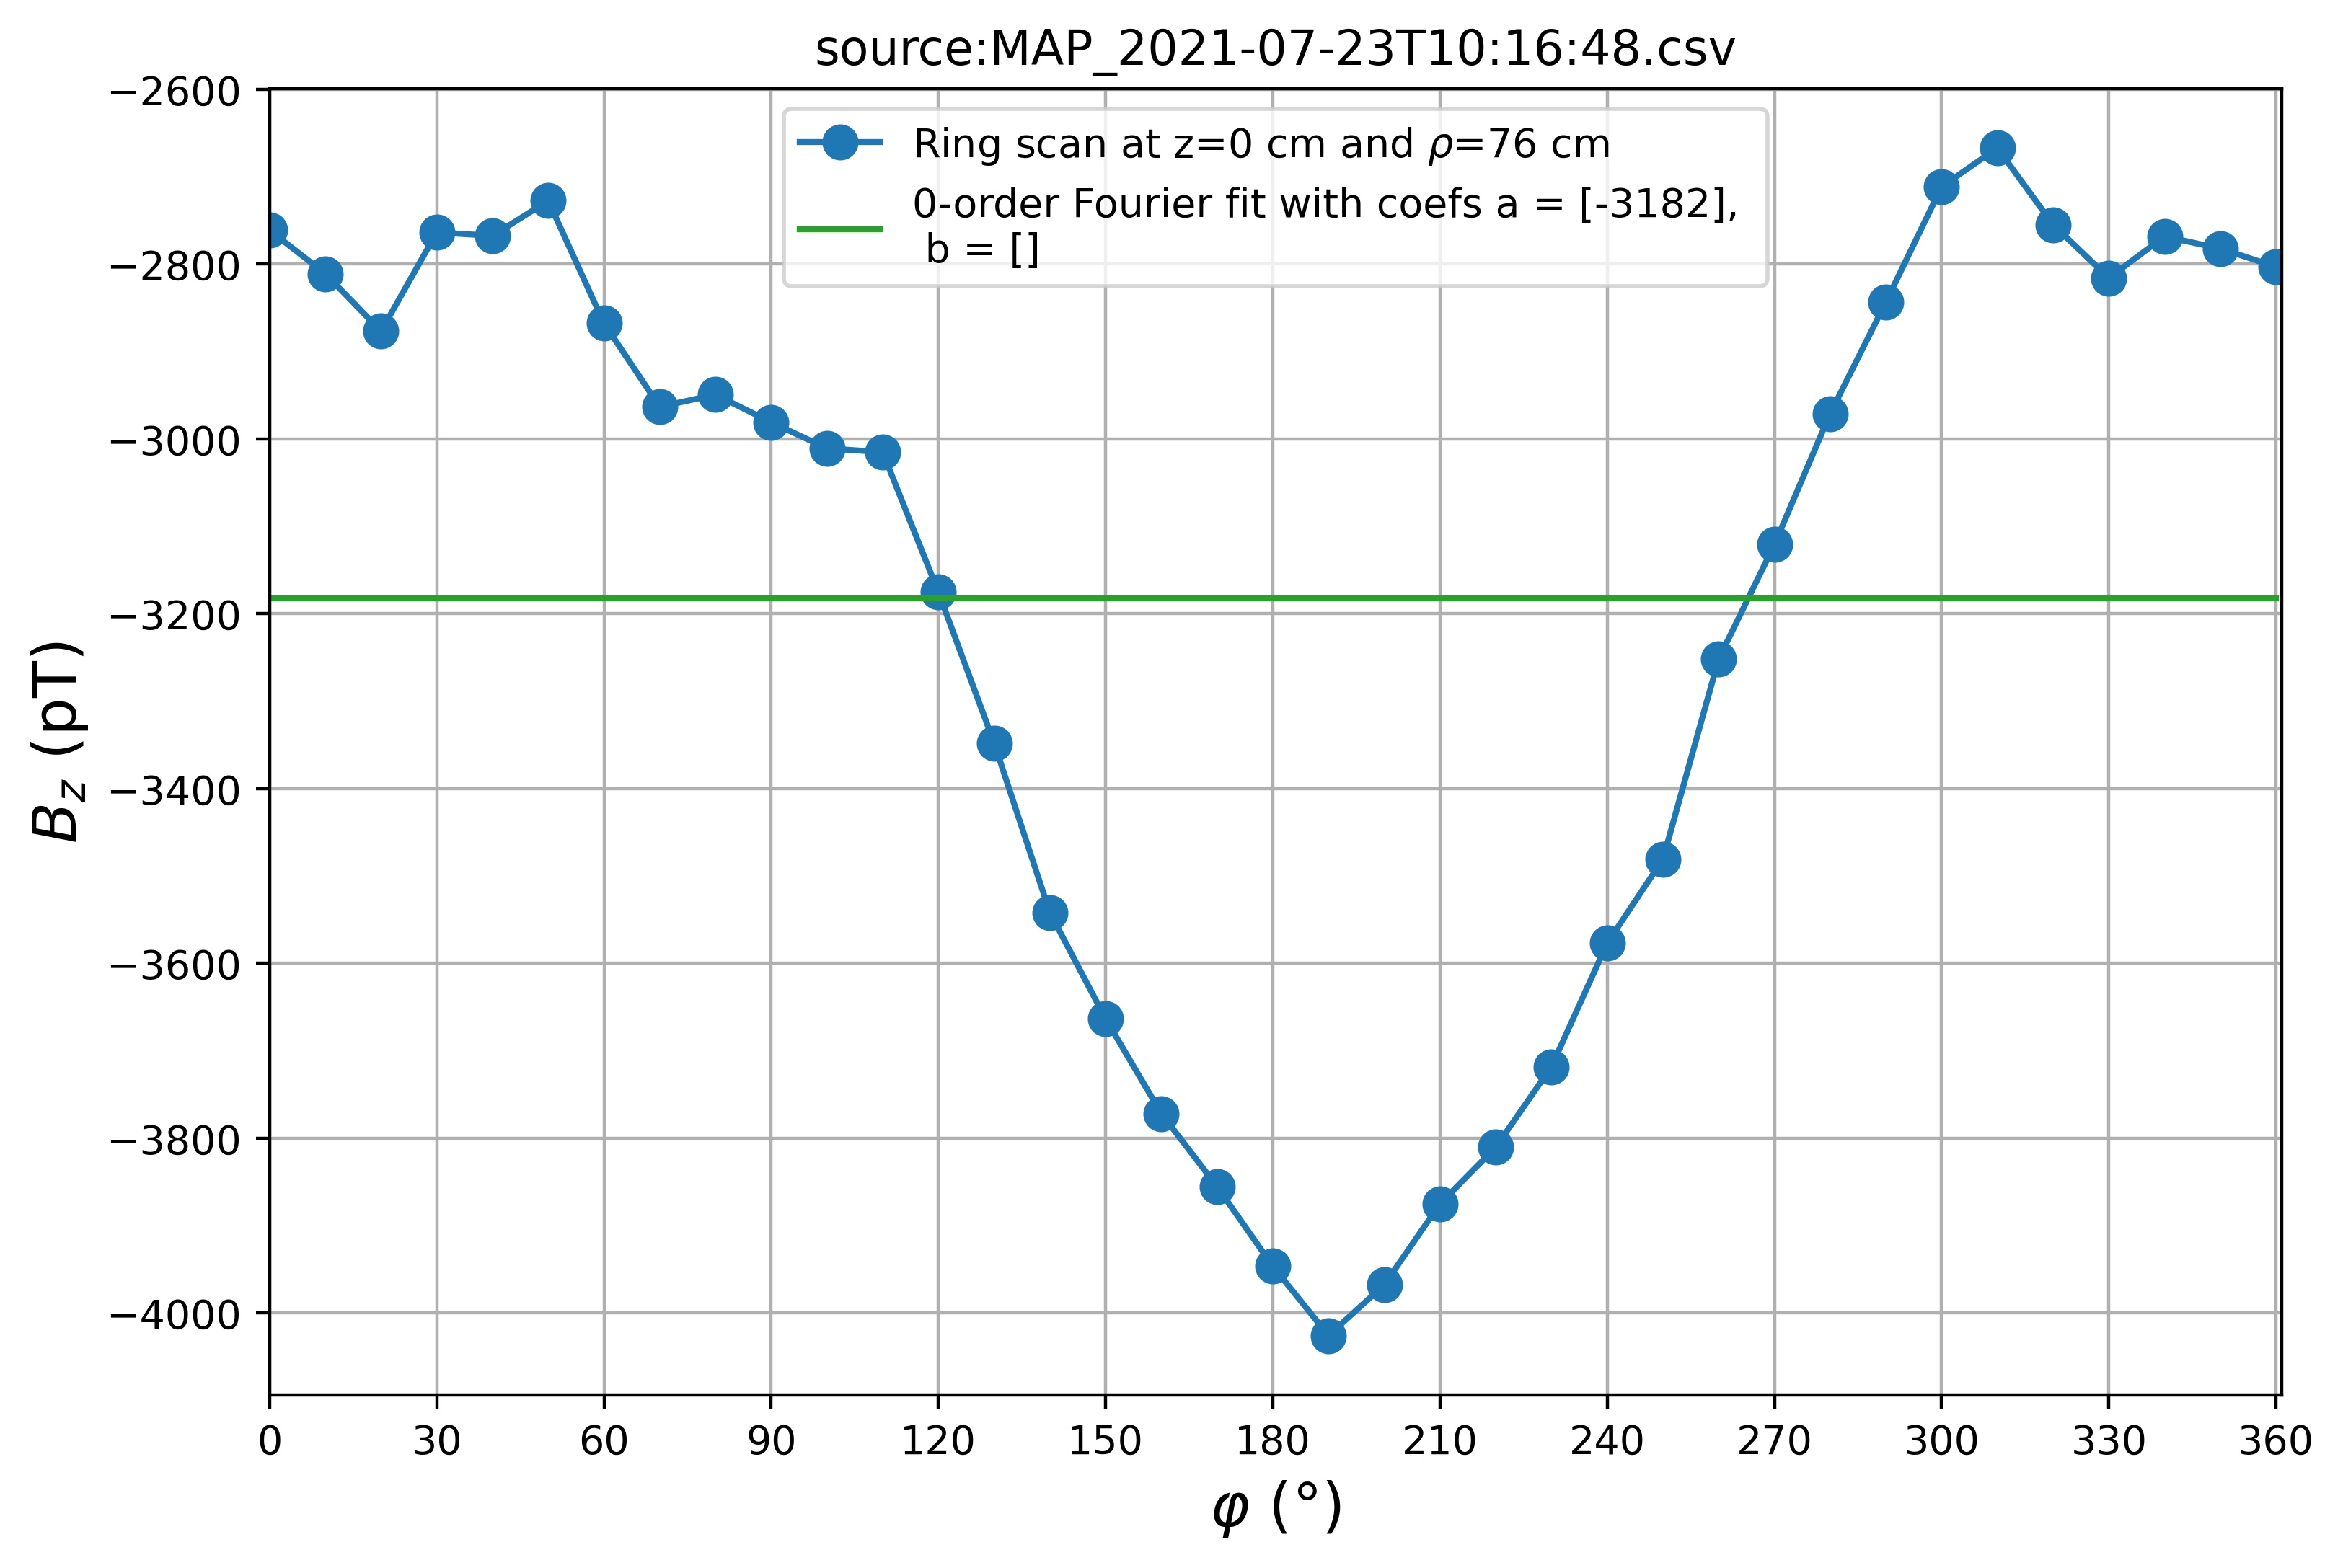 source:MAP_2021-07-23T10:16:48.csv
Ring scan at z=0 cm and ρ=76 cm
0-order Fourier fit with coefs a = [-3182],
b = []
−2600
−2800
−3000
−3200
−3400
−3600
−3800
−4000
B_z (pT)
0 30 60 90 120 150 180 210 240 270 300 330 360
φ (°)